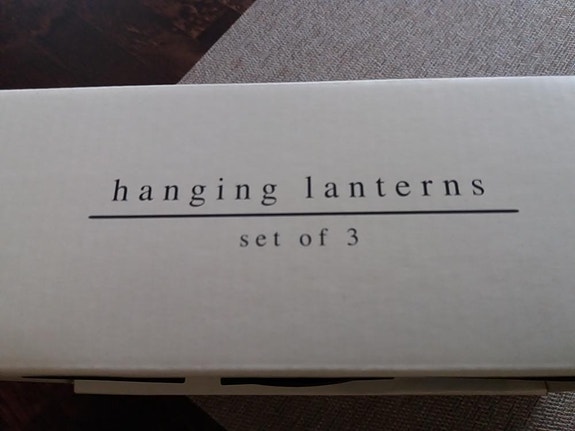 hanging lanterns
set of 3